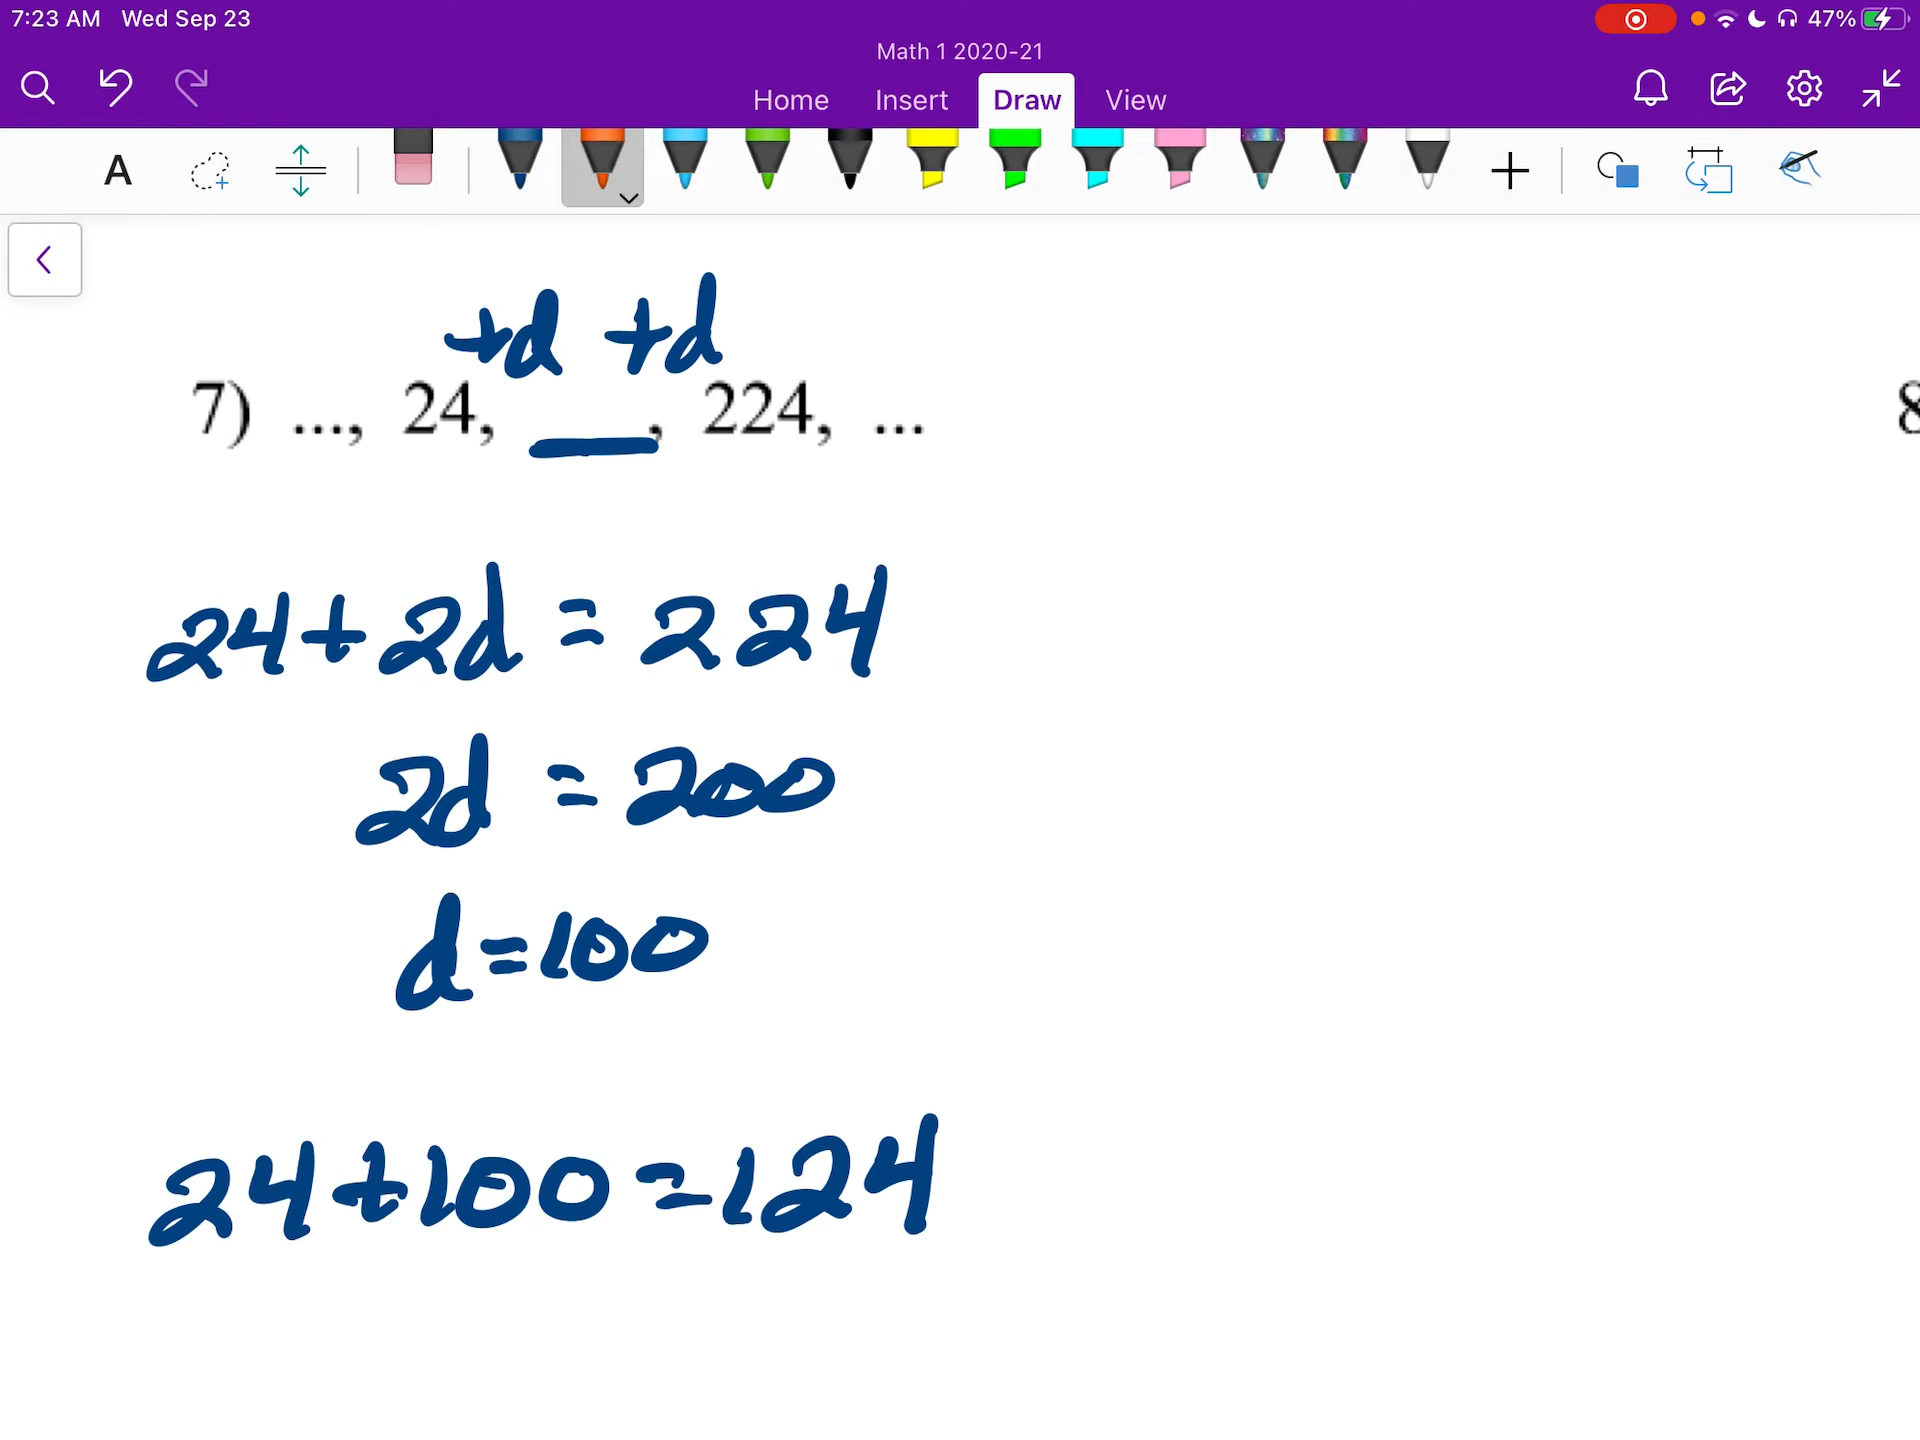 7:23 AM Wed Sep 23
47%
Math 1 2020-21
Home Insert Draw View
A
+d +d
7) ..., 24, __, 224, ...
8
24+2d = 224
2d = 200
d=100
24+100=124